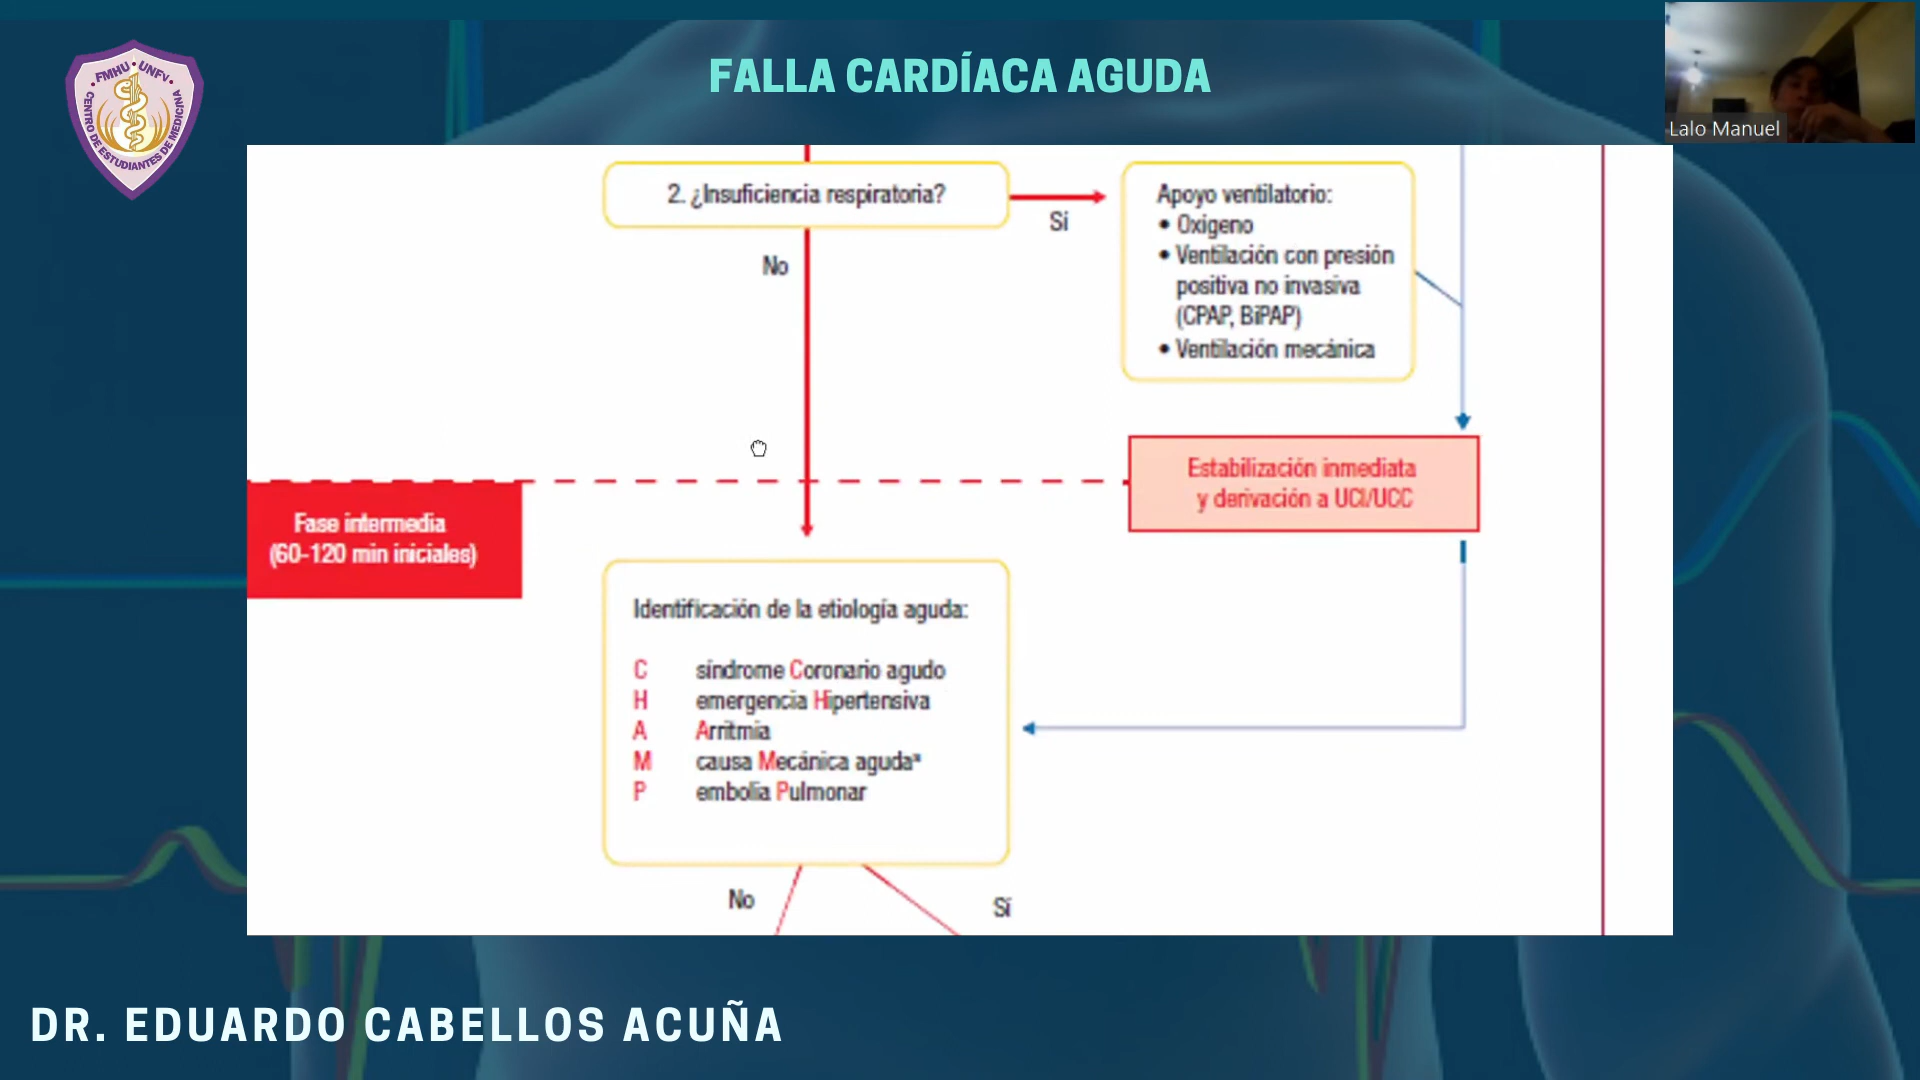 FALLA CARDÍACA AGUDA
FMHU • UNFV
CENTRO DE ESTUDIANTES DE MEDICINA
Lalo Manuel
2. ¿Insuficiencia respiratoria?
Sí
No
Apoyo ventilatorio:
• Oxígeno
• Ventilación con presión
positiva no invasiva
(CPAP, BiPAP)
• Ventilación mecánica
Estabilización inmediata
y derivación a UCI/UCC
Fase intermedia
(60-120 min iniciales)
Identificación de la etiología aguda:
C síndrome Coronario agudo
H emergencia Hipertensiva
A Arritmia
M causa Mecánica agudaª
P embolia Pulmonar
No
Sí
DR. EDUARDO CABELLOS ACUÑA